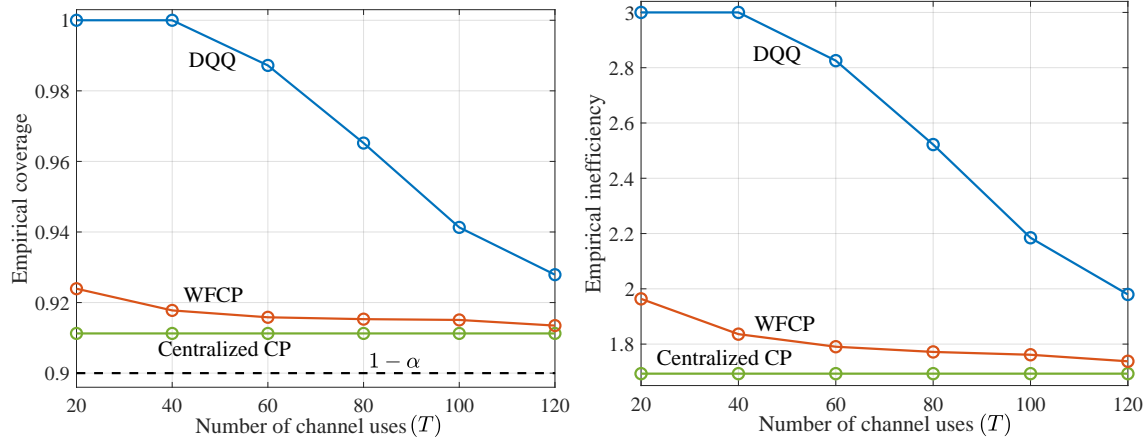 1
0.98
0.96
0.94
0.92
0.9
Empirical coverage
DQQ
WFCP
Centralized CP
1 − α
20 40 60 80 100 120
Number of channel uses (T)
3
2.8
2.6
2.4
2.2
2
1.8
Empirical inefficiency
DQQ
WFCP
Centralized CP
20 40 60 80 100 120
Number of channel uses (T)